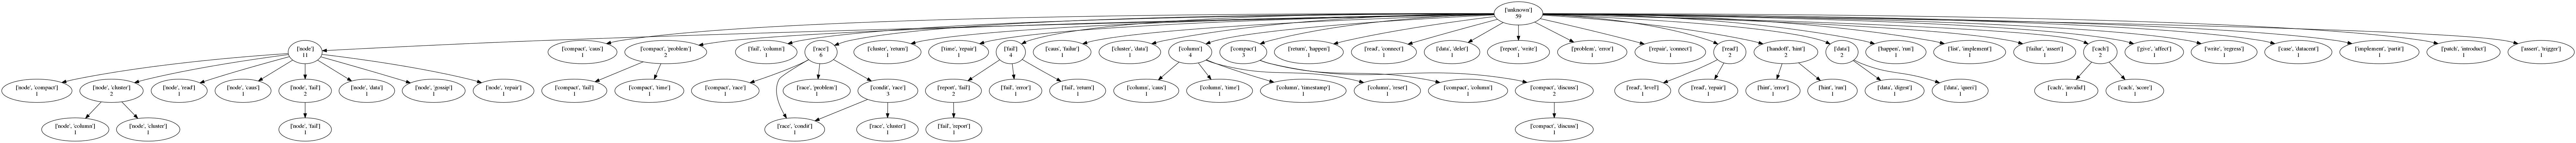 ['unknown']
59
['node']
11
['compact', 'caus']
1
['compact', 'problem']
2
['fail', 'column']
1
['race']
6
['cluster', 'return']
1
['time', 'repair']
1
['fail']
4
['caus', 'failur']
1
['cluster', 'data']
1
['column']
4
['compact']
3
['return', 'happen']
1
['read', 'connect']
1
['data', 'delet']
1
['report', 'write']
1
['problem', 'error']
1
['repair', 'connect']
1
['read']
2
['handoff', 'hint']
2
['data']
2
['happen', 'run']
1
['list', 'implement']
1
['failur', 'assert']
1
['cach']
2
['give', 'affect']
1
['write', 'regress']
1
['case', 'datacent']
1
['implement', 'partit']
1
['patch', 'introduct']
1
['assert', 'trigger']
1
['node', 'compact']
1
['node', 'cluster']
2
['node', 'read']
1
['node', 'caus']
1
['node', 'fail']
2
['node', 'data']
1
['node', 'gossip']
1
['node', 'repair']
1
['compact', 'fail']
1
['compact', 'time']
1
['compact', 'race']
1
['race', 'problem']
1
['condit', 'race']
3
['report', 'fail']
2
['fail', 'error']
1
['fail', 'return']
1
['column', 'caus']
1
['column', 'time']
1
['column', 'timestamp']
1
['column', 'reset']
1
['compact', 'column']
1
['compact', 'discuss']
2
['read', 'level']
1
['read', 'repair']
1
['hint', 'error']
1
['hint', 'run']
1
['data', 'digest']
1
['data', 'queri']
1
['cach', 'invalid']
1
['cach', 'score']
1
['node', 'column']
1
['node', 'cluster']
1
['node', 'fail']
1
['race', 'condit']
1
['race', 'cluster']
1
['fail', 'report']
1
['compact', 'discuss']
1